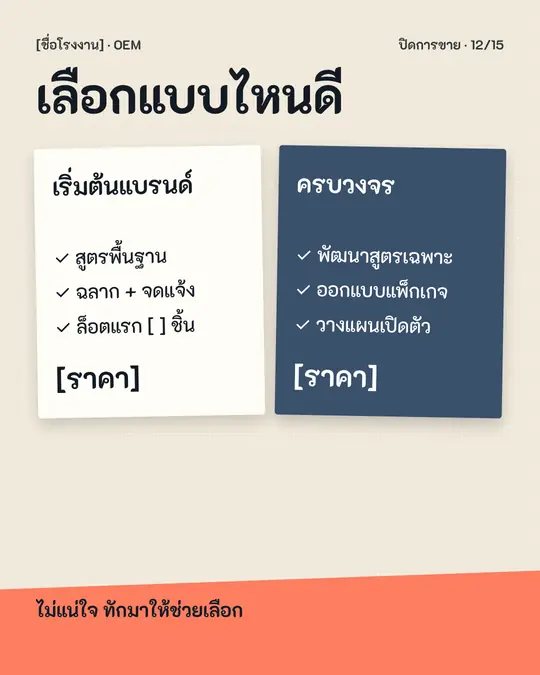 [ชื่อโรงงาน] · OEM
ปิดการขาย · 12/15
เลือกแบบไหนดี
เริ่มต้นแบรนด์
✓ สูตรพื้นฐาน
✓ ฉลาก + จดแจ้ง
✓ ล็อตแรก [ ] ชิ้น
[ราคา]
ครบวงจร
✓ พัฒนาสูตรเฉพาะ
✓ ออกแบบแพ็กเกจ
✓ วางแผนเปิดตัว
[ราคา]
ไม่แน่ใจ ทักมาให้ช่วยเลือก